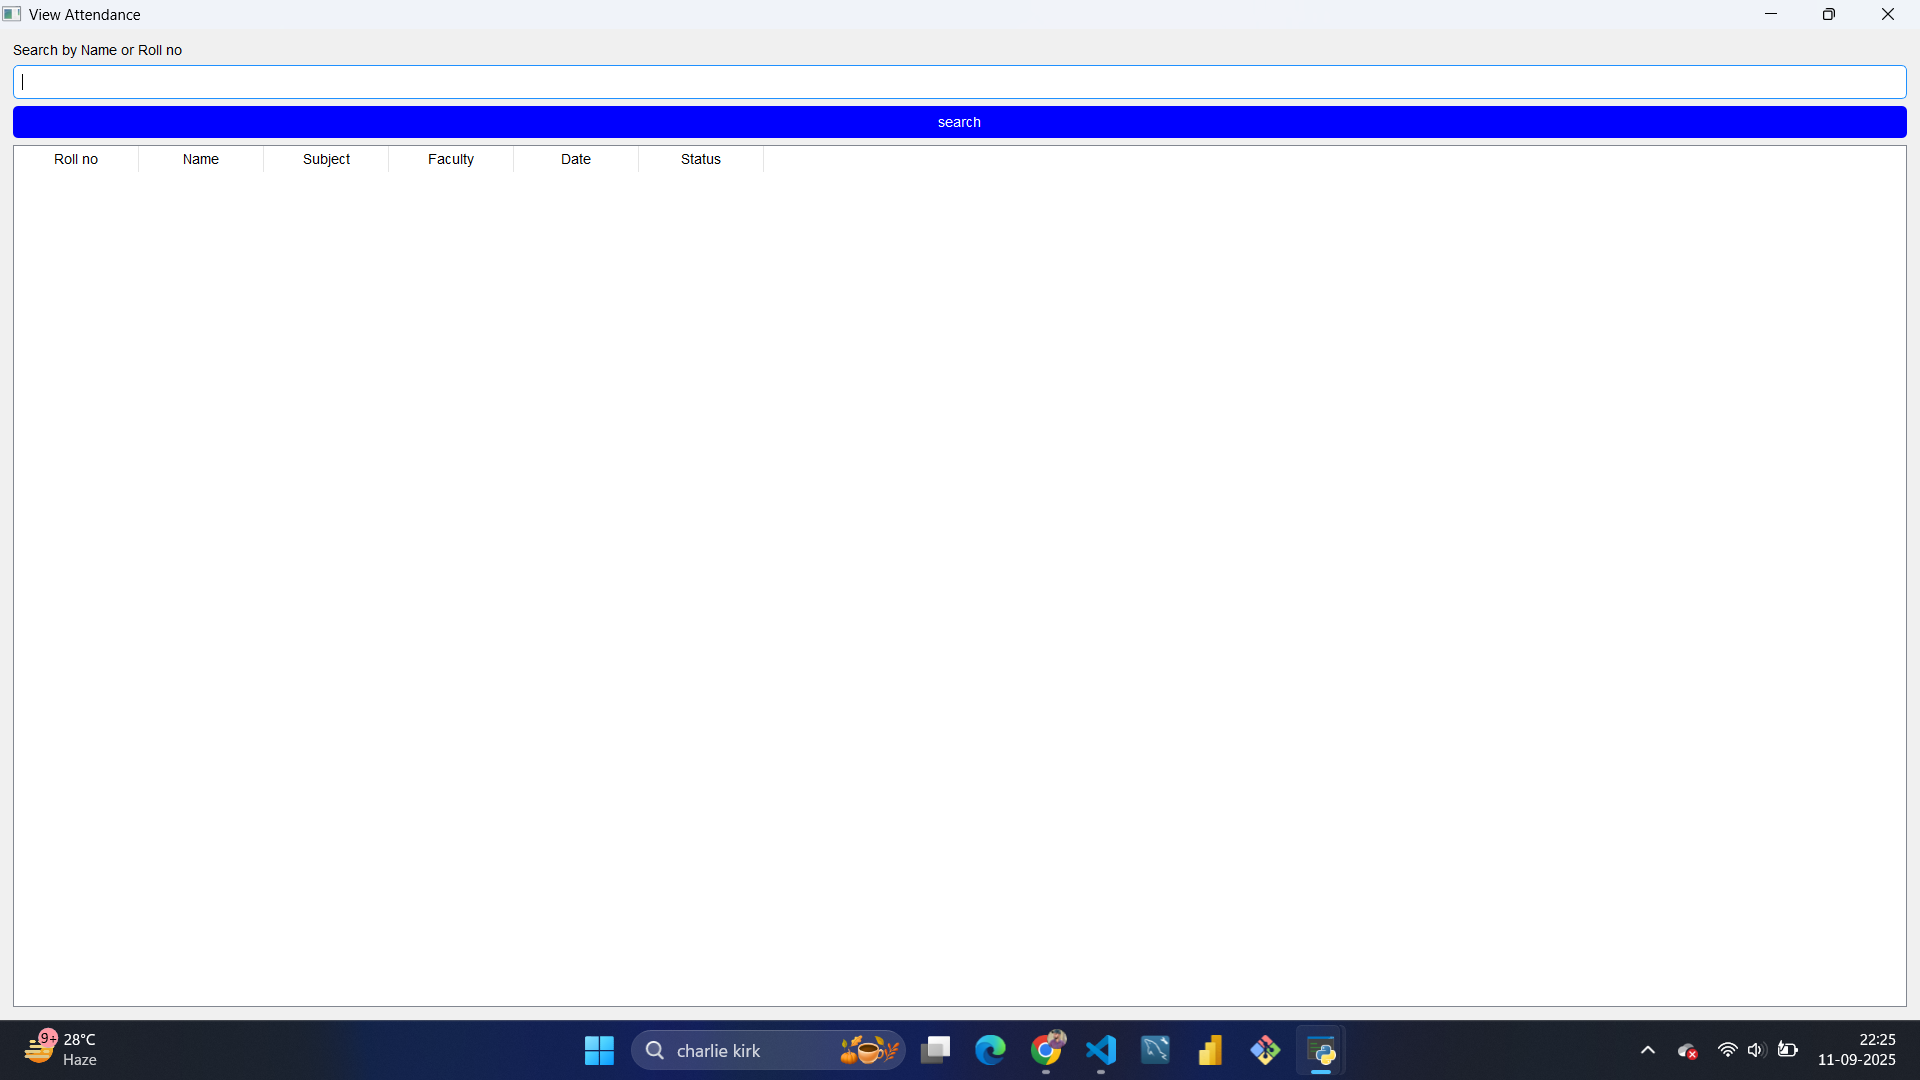 View Attendance
Search by Name or Roll no
search
Roll no Name Subject Faculty Date Status
9+
28°C
Haze
charlie kirk
22:25
11-09-2025